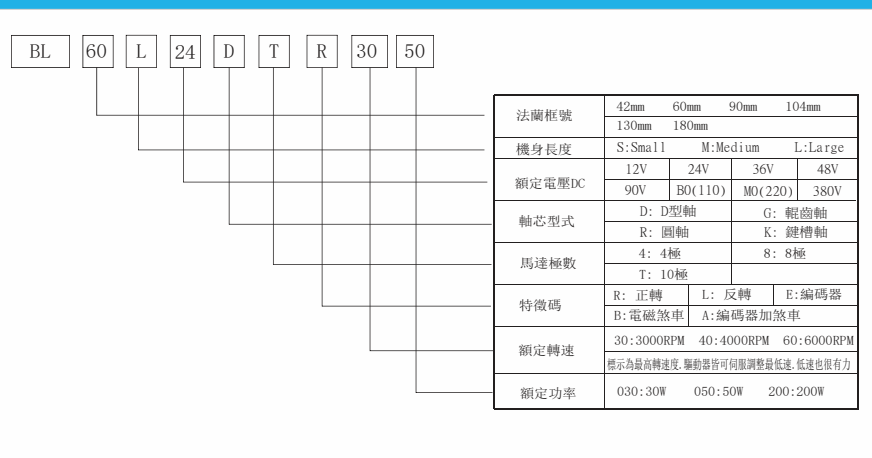 BL 60 L 24 D T R 30 50
法蘭框號 42mm 60mm 90mm 104mm
130mm 180mm
機身長度 S:Small M:Medium L:Large
額定電壓DC 12V 24V 36V 48V
90V B0(110) M0(220) 380V
軸芯型式 D: D型軸 G: 輥齒軸
R: 圓軸 K: 鍵槽軸
馬達極數 4: 4極 8: 8極
T: 10極
特徵碼 R: 正轉 L: 反轉 E:編碼器
B:電磁煞車 A:編碼器加煞車
額定轉速 30:3000RPM 40:4000RPM 60:6000RPM
標示為最高轉速度.驅動器皆可伺服調整最低速.低速也很有力
額定功率 030:30W 050:50W 200:200W